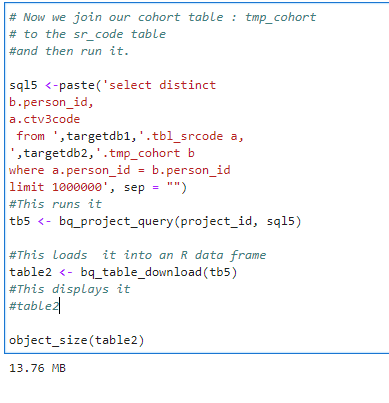 # Now we join our cohort table : tmp_cohort
# to the sr_code table
#and then run it.
sql5 <-paste('select distinct
b.person_id,
a.ctv3code
from ',targetdb1,'.tbl_srcode a,
',targetdb2,'.tmp_cohort b
where a.person_id = b.person_id
limit 1000000', sep = "")
#This runs it
tb5 <- bq_project_query(project_id, sql5)
#This loads  it into an R data frame
table2 <- bq_table_download(tb5)
#This displays it
#table2
object_size(table2)
13.76 MB